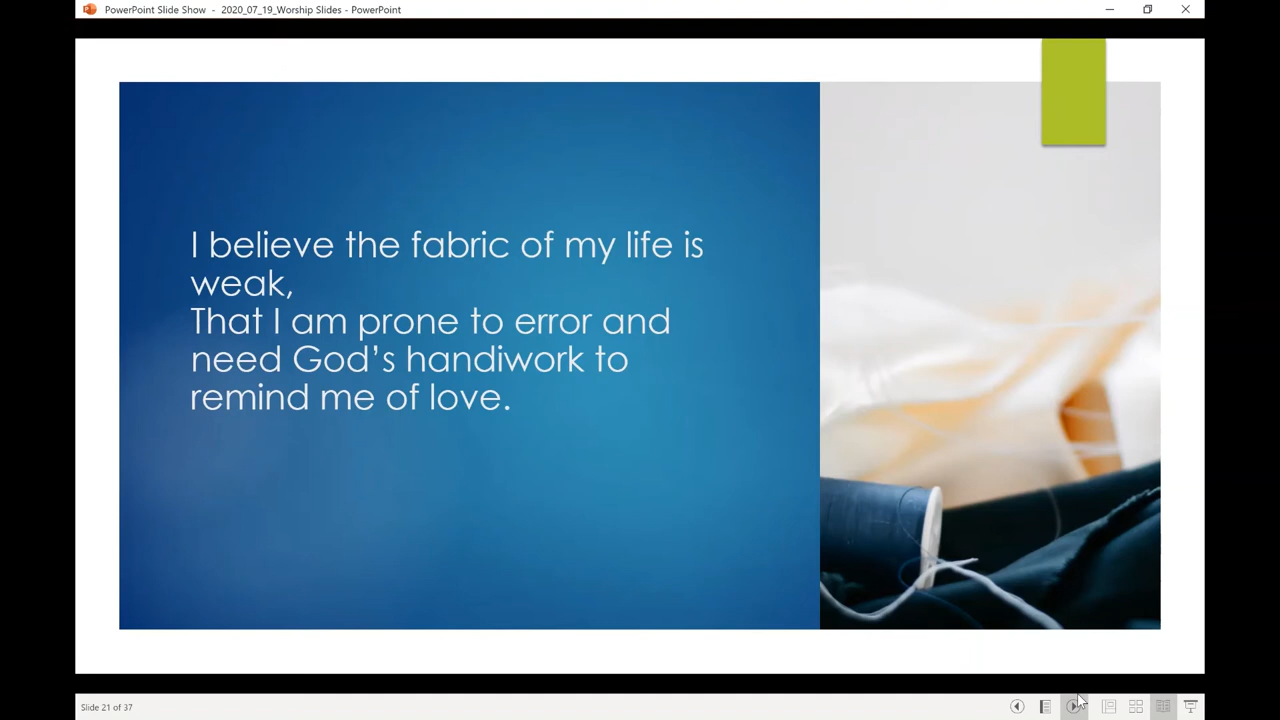 PowerPoint Slide Show - 2020_07_19_Worship Slides - PowerPoint
I believe the fabric of my life is
weak,
That I am prone to error and
need God’s handiwork to
remind me of love.
Slide 21 of 37